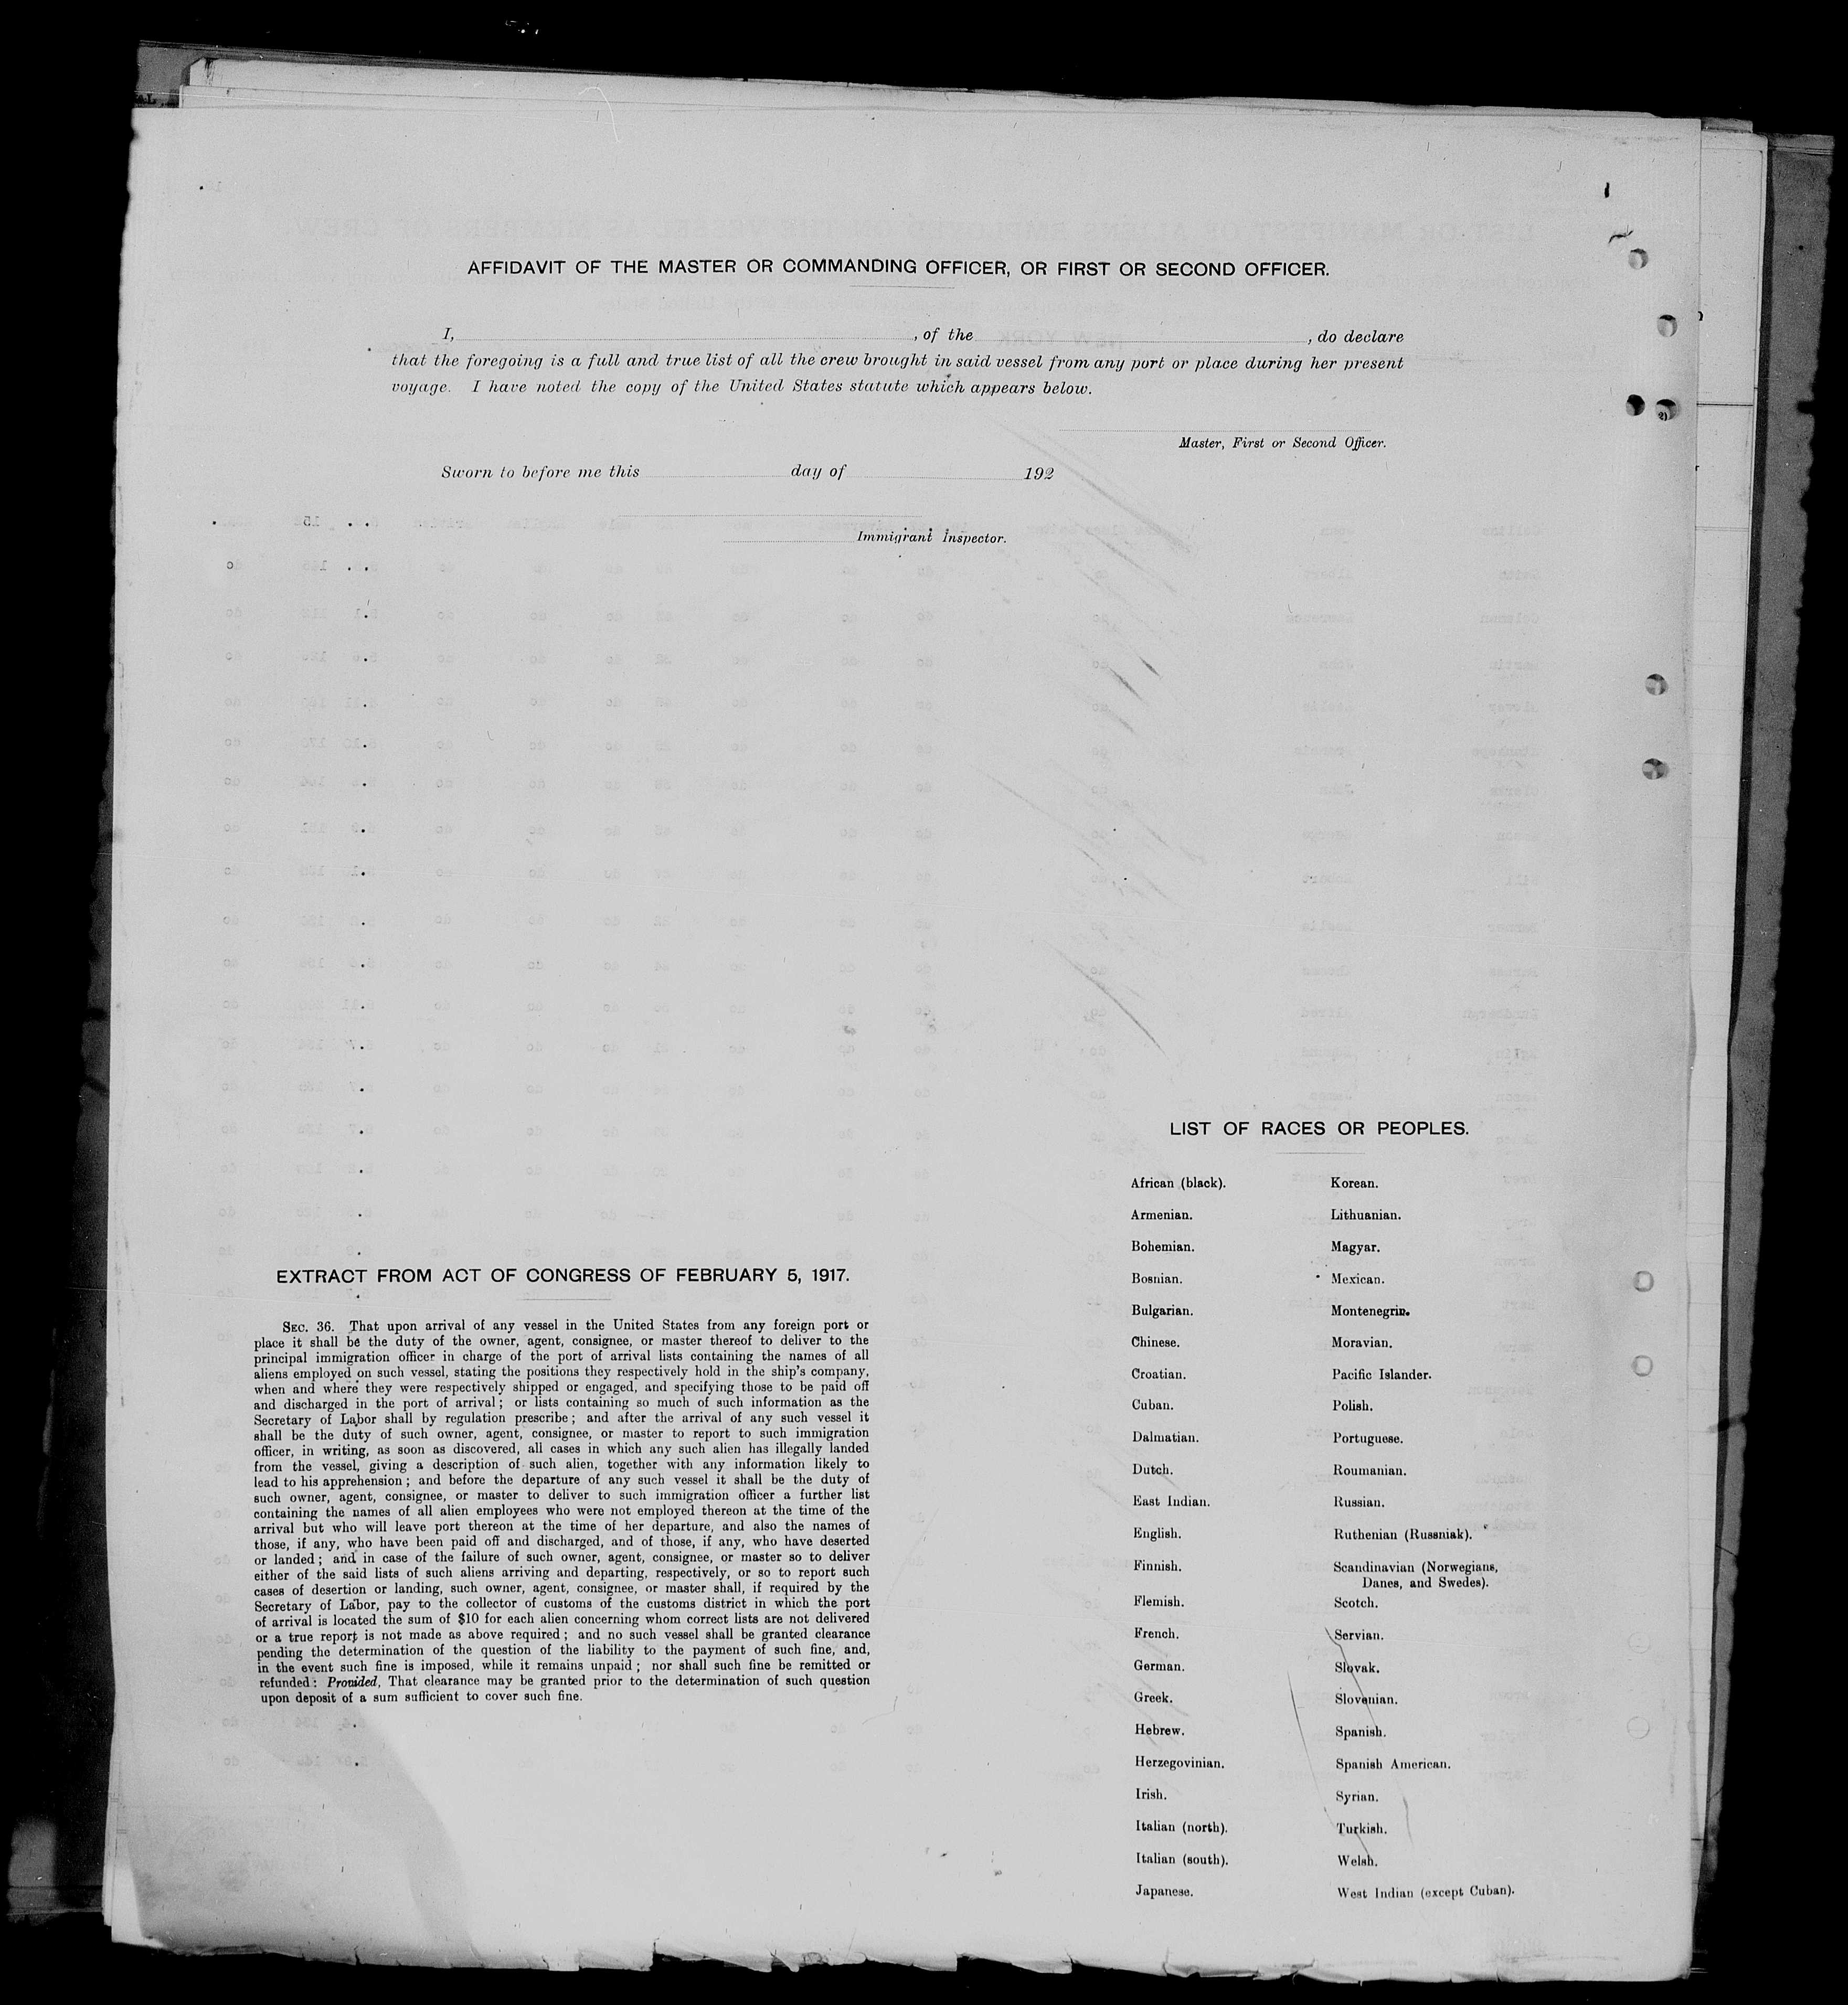 AFFIDAVIT OF THE MASTER OR COMMANDING OFFICER, OR FIRST OR SECOND OFFICER.
I, , of the , do declare
that the foregoing is a full and true list of all the crew brought in said vessel from any port or place during her present
voyage. I have noted the copy of the United States statute which appears below.
Master, First or Second Officer.
Sworn to before me this day of 192
Immigrant Inspector.
EXTRACT FROM ACT OF CONGRESS OF FEBRUARY 5, 1917.
SEC. 36. That upon arrival of any vessel in the United States from any foreign port or
place it shall be the duty of the owner, agent, consignee, or master thereof to deliver to the
principal immigration officer in charge of the port of arrival lists containing the names of all
aliens employed on such vessel, stating the positions they respectively hold in the ship's company,
when and where they were respectively shipped or engaged, and specifying those to be paid off
and discharged in the port of arrival; or lists containing so much of such information as the
Secretary of Labor shall by regulation prescribe; and after the arrival of any such vessel it
shall be the duty of such owner, agent, consignee, or master to report to such immigration
officer, in writing, as soon as discovered, all cases in which any such alien has illegally landed
from the vessel, giving a description of such alien, together with any information likely to
lead to his apprehension; and before the departure of any such vessel it shall be the duty of
such owner, agent, consignee, or master to deliver to such immigration officer a further list
containing the names of all alien employees who were not employed thereon at the time of the
arrival but who will leave port thereon at the time of her departure, and also the names of
those, if any, who have been paid off and discharged, and of those, if any, who have deserted
or landed; and in case of the failure of such owner, agent, consignee, or master so to deliver
either of the said lists of such aliens arriving and departing, respectively, or so to report such
cases of desertion or landing, such owner, agent, consignee, or master shall, if required by the
Secretary of Labor, pay to the collector of customs of the customs district in which the port
of arrival is located the sum of $10 for each alien concerning whom correct lists are not delivered
or a true report is not made as above required; and no such vessel shall be granted clearance
pending the determination of the question of the liability to the payment of such fine, and,
in the event such fine is imposed, while it remains unpaid; nor shall such fine be remitted or
refunded: Provided, That clearance may be granted prior to the determination of such question
upon deposit of a sum sufficient to cover such fine.
LIST OF RACES OR PEOPLES.
African (black).
Armenian.
Bohemian.
Bosnian.
Bulgarian.
Chinese.
Croatian.
Cuban.
Dalmatian.
Dutch.
East Indian.
English.
Finnish.
Flemish.
French.
German.
Greek.
Hebrew.
Herzegovinian.
Irish.
Italian (north).
Italian (south).
Japanese.
Korean.
Lithuanian.
Magyar.
Mexican.
Montenegrin.
Moravian.
Pacific Islander.
Polish.
Portuguese.
Roumanian.
Russian.
Ruthenian (Russniak).
Scandinavian (Norwegians,
Danes, and Swedes).
Scotch.
Servian.
Slovak.
Slovenian.
Spanish.
Spanish American.
Syrian.
Turkish.
Welsh.
West Indian (except Cuban).